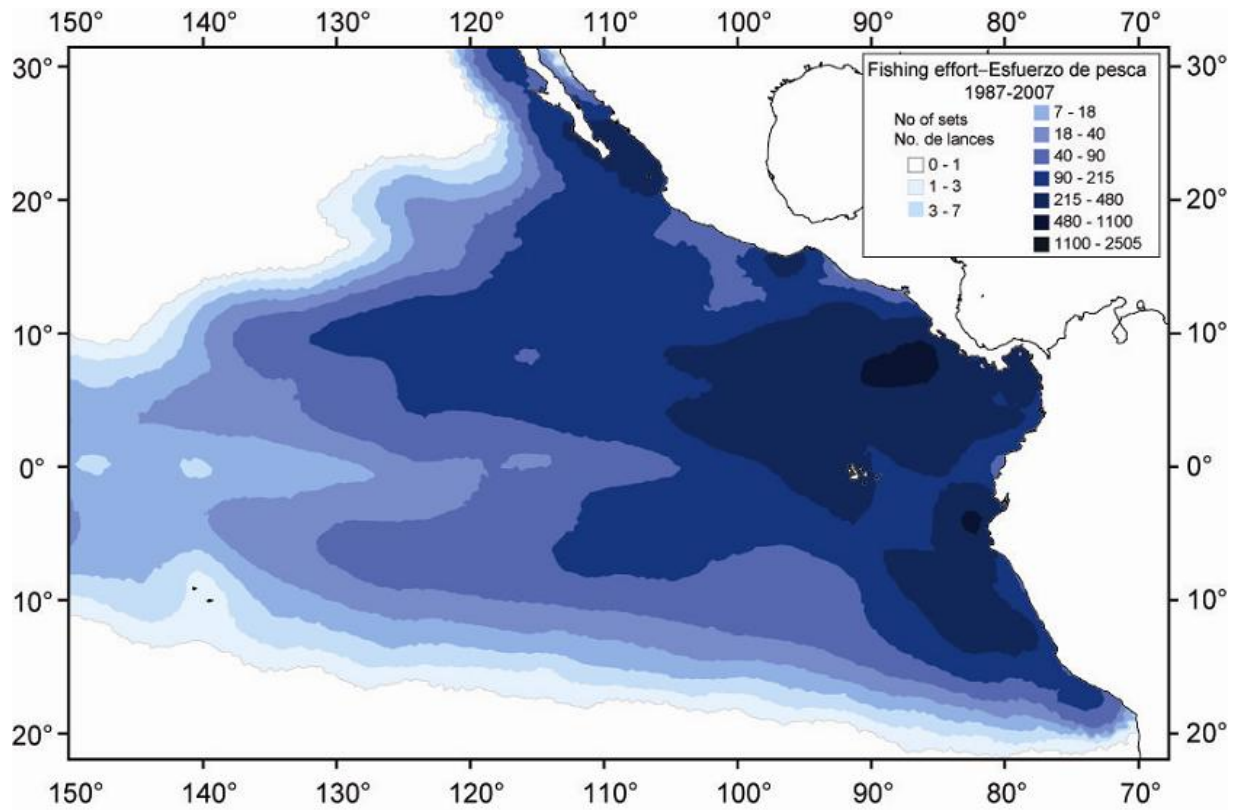 150° 140° 130° 120° 110° 100° 90° 80° 70°
30° 30°
Fishing effort–Esfuerzo de pesca
1987-2007
No of sets
No. de lances
0 - 1
1 - 3
3 - 7
7 - 18
18 - 40
40 - 90
90 - 215
215 - 480
480 - 1100
1100 - 2505
20° 20°
10° 10°
0° 0°
10° 10°
20° 20°
150° 140° 130° 120° 110° 100° 90° 80° 70°